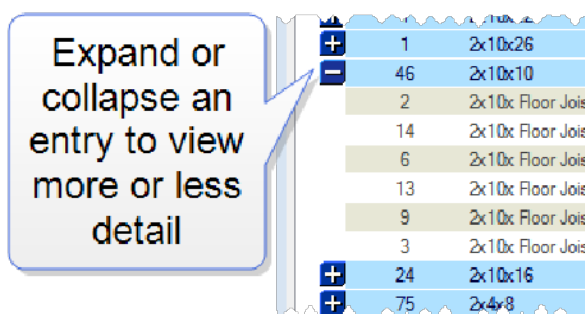 Expand or
collapse an
entry to view
more or less
detail
1 2x10x26
46 2x10x10
2 2x10x Floor Jois
14 2x10x Floor Jois
6 2x10x Floor Jois
13 2x10x Floor Jois
9 2x10x Floor Jois
3 2x10x Floor Jois
24 2x10x16
75 2x4x8